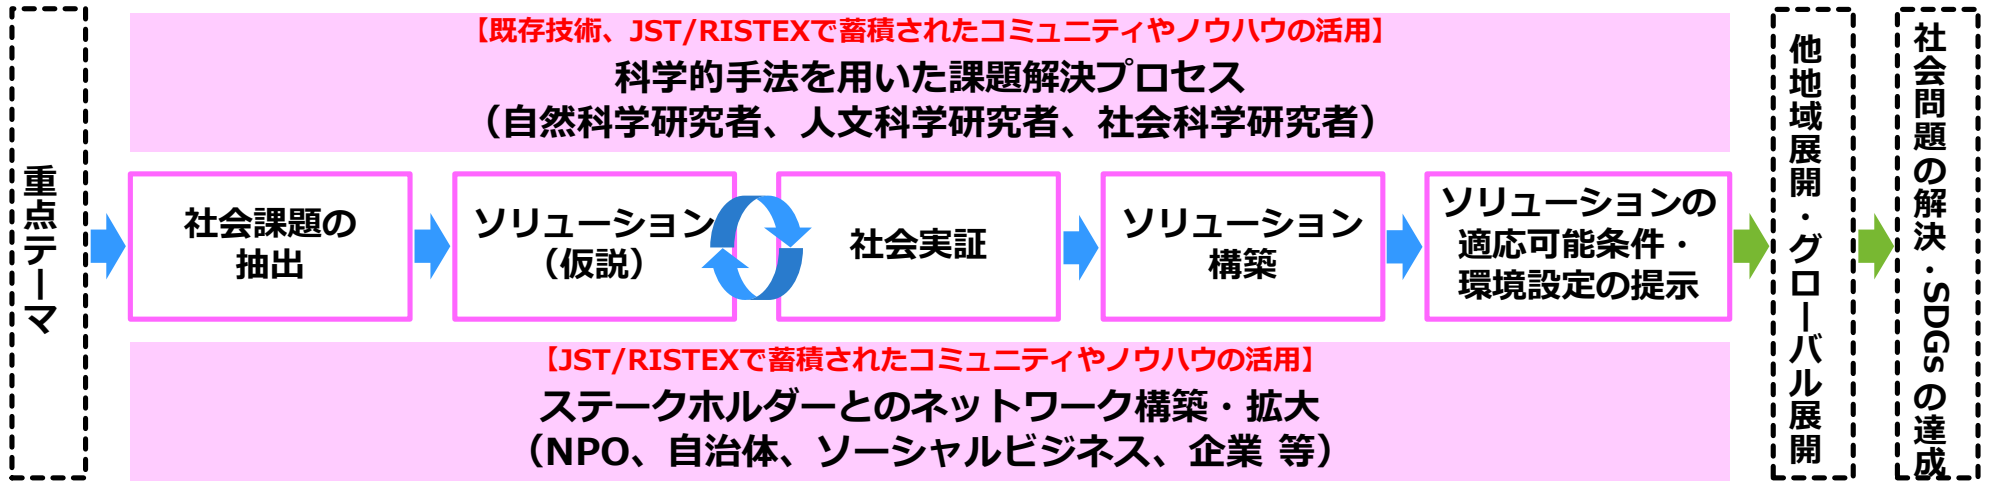 重点テーマ
【既存技術、JST/RISTEXで蓄積されたコミュニティやノウハウの活用】
科学的手法を用いた課題解決プロセス
（自然科学研究者、人文科学研究者、社会科学研究者）
社会課題の
抽出
ソリューション
（仮説）
社会実証
ソリューション
構築
ソリューションの
適応可能条件・
環境設定の提示
【JST/RISTEXで蓄積されたコミュニティやノウハウの活用】
ステークホルダーとのネットワーク構築・拡大
（NPO、自治体、ソーシャルビジネス、企業 等）
他地域展開・グローバル展開
社会問題の解決・SDGsの達成